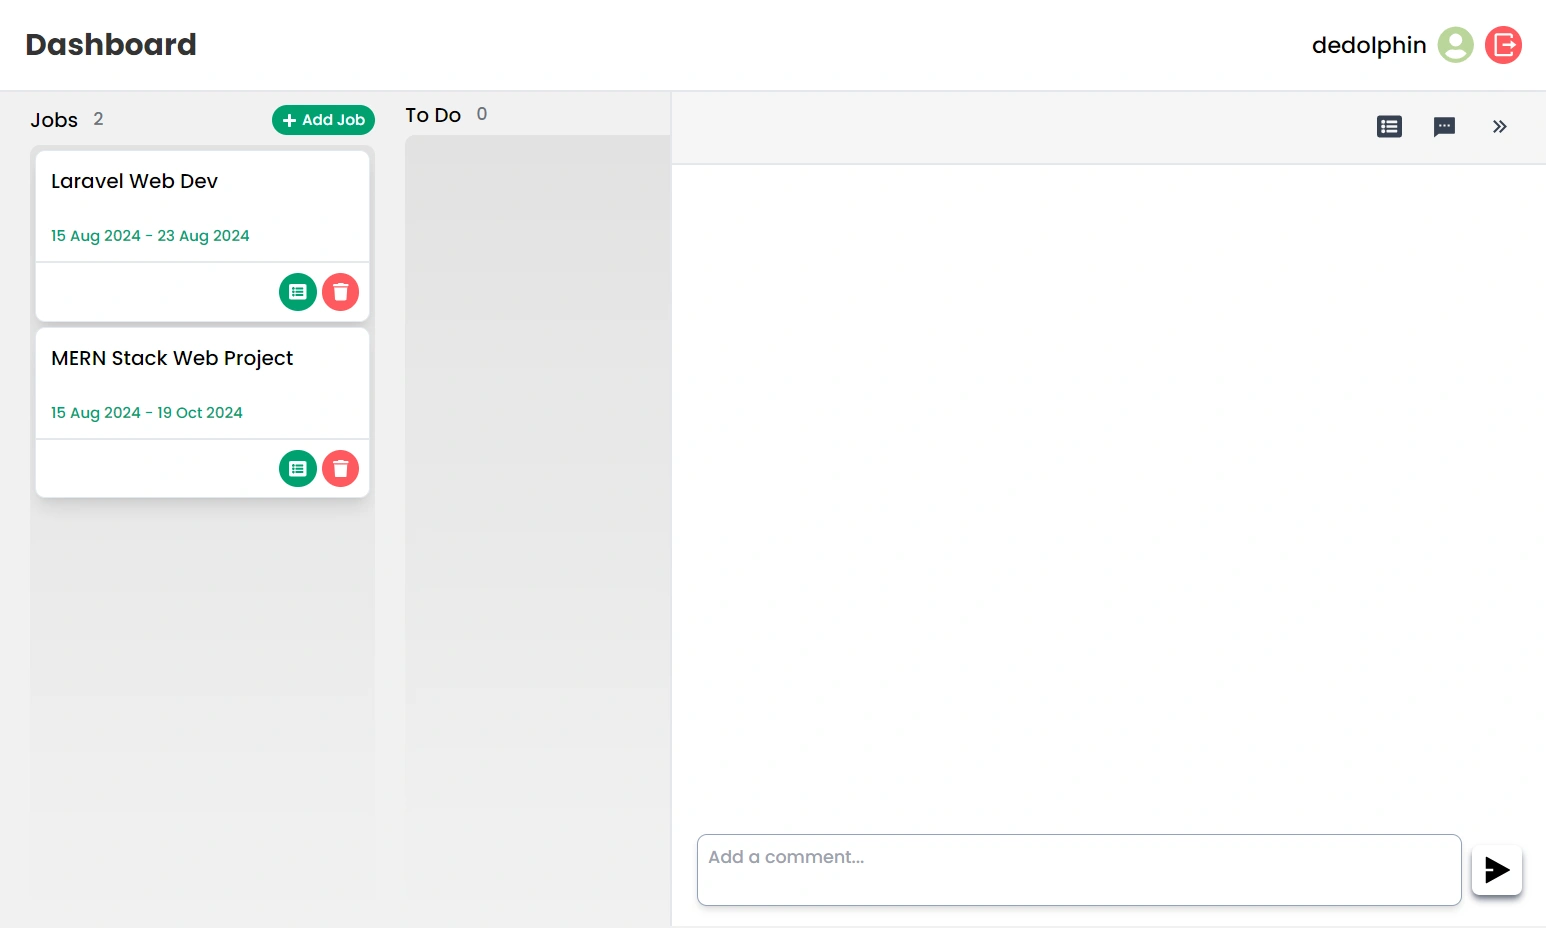 Dashboard
dedolphin
Jobs 2
Add Job
To Do 0
Laravel Web Dev
15 Aug 2024 - 23 Aug 2024
MERN Stack Web Project
15 Aug 2024 - 19 Oct 2024
Add a comment...